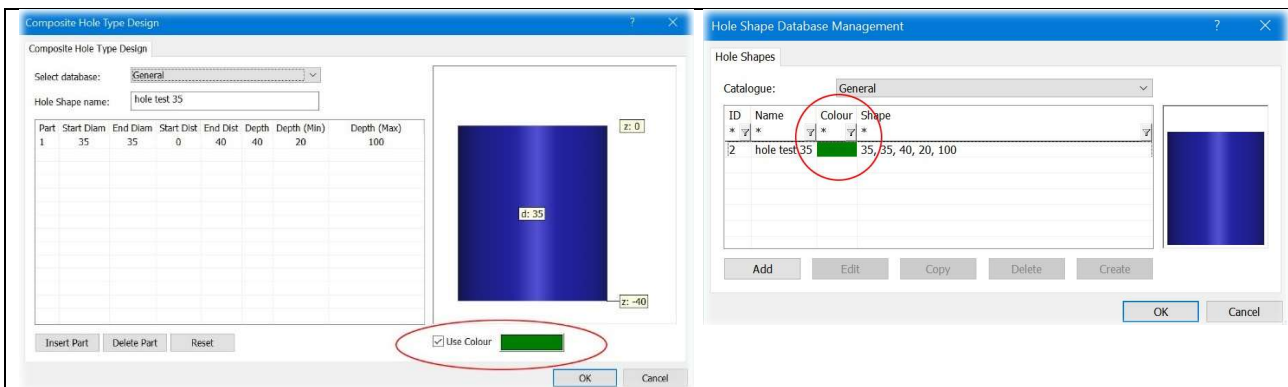 Composite Hole Type Design ? ×
Composite Hole Type Design
Select database: General
Hole Shape name: hole test 35
Part Start Diam End Diam Start Dist End Dist Depth Depth (Min) Depth (Max)
1 35 35 0 40 40 20 100
z: 0
d: 35
z: -40
Insert Part Delete Part Reset
Use Colour
OK Cancel
Hole Shape Database Management ? ×
Hole Shapes
Catalogue: General
ID Name Colour Shape
* * * *
2 hole test 35 35, 35, 40, 20, 100
Add Edit Copy Delete Create
OK Cancel